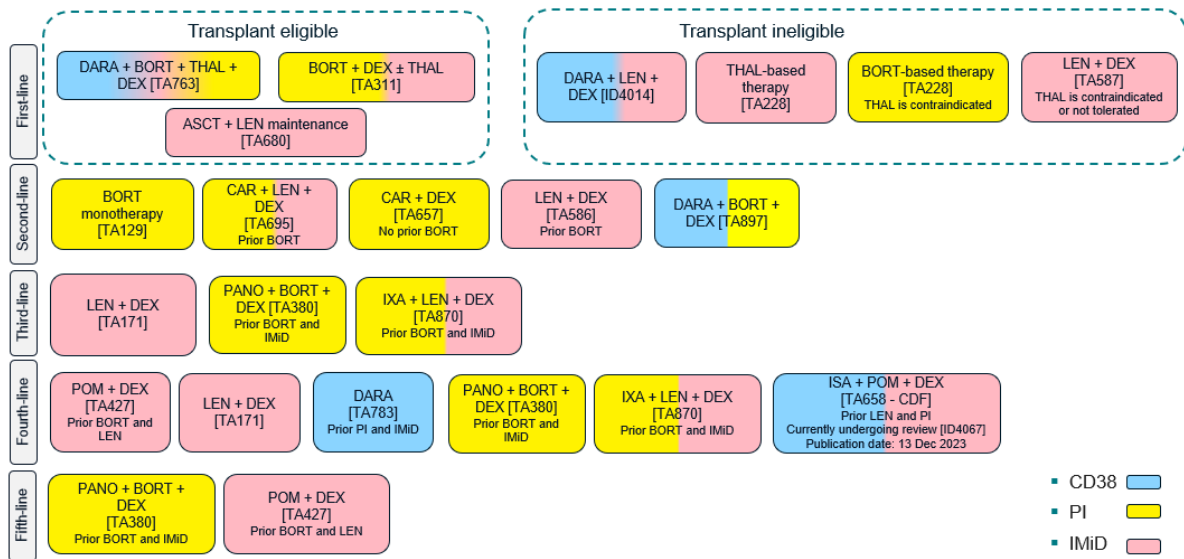 Transplant eligible
Transplant ineligible
First-line
DARA + BORT + THAL +
DEX [TA763]
BORT + DEX ± THAL
[TA311]
ASCT + LEN maintenance
[TA680]
DARA + LEN +
DEX [ID4014]
THAL-based
therapy
[TA228]
BORT-based therapy
[TA228]
THAL is contraindicated
LEN + DEX
[TA587]
THAL is contraindicated
or not tolerated
Second-line
BORT
monotherapy
[TA129]
CAR + LEN +
DEX
[TA695]
Prior BORT
CAR + DEX
[TA657]
No prior BORT
LEN + DEX
[TA586]
Prior BORT
DARA + BORT +
DEX [TA897]
Third-line
LEN + DEX
[TA171]
PANO + BORT +
DEX [TA380]
Prior BORT and
IMiD
IXA + LEN + DEX
[TA870]
Prior BORT and IMiD
Fourth-line
POM + DEX
[TA427]
Prior BORT and
LEN
LEN + DEX
[TA171]
DARA
[TA783]
Prior PI and IMiD
PANO + BORT +
DEX [TA380]
Prior BORT and
IMiD
IXA + LEN + DEX
[TA870]
Prior BORT and IMiD
ISA + POM + DEX
[TA658 - CDF]
Prior LEN and PI
Currently undergoing review [ID4067]
Publication date: 13 Dec 2023
Fifth-line
PANO + BORT +
DEX
[TA380]
Prior BORT and IMiD
POM + DEX
[TA427]
Prior BORT and LEN
▪ CD38
▪ PI
▪ IMiD